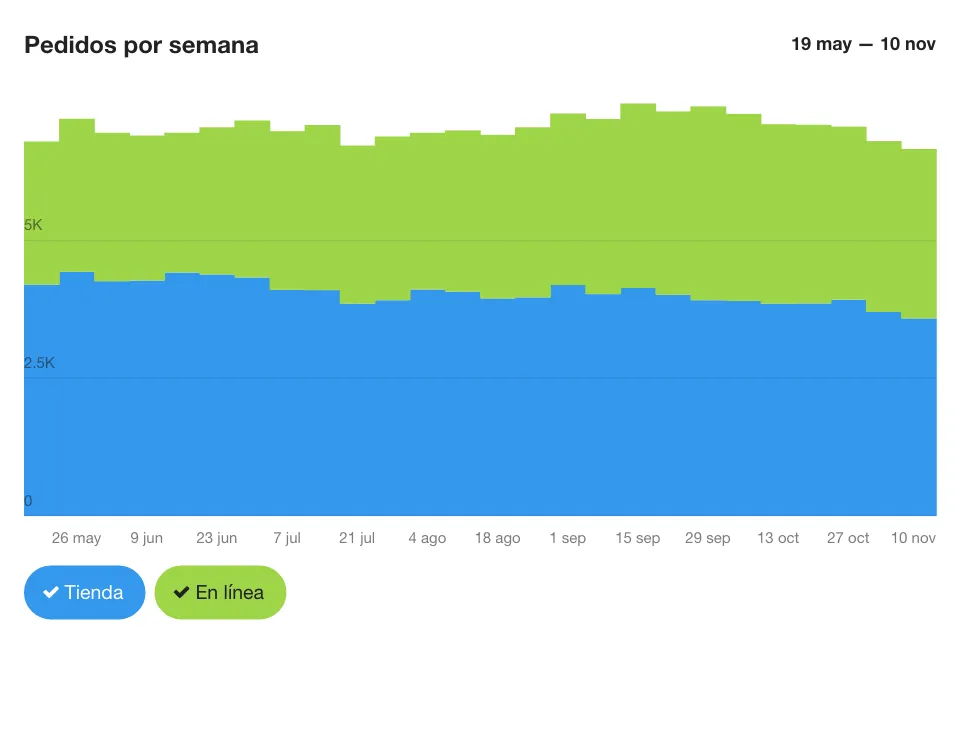 Pedidos por semana
19 may — 10 nov
5K
2.5K
0
26 may 9 jun 23 jun 7 jul 21 jul 4 ago 18 ago 1 sep 15 sep 29 sep 13 oct 27 oct 10 nov
Tienda
En línea